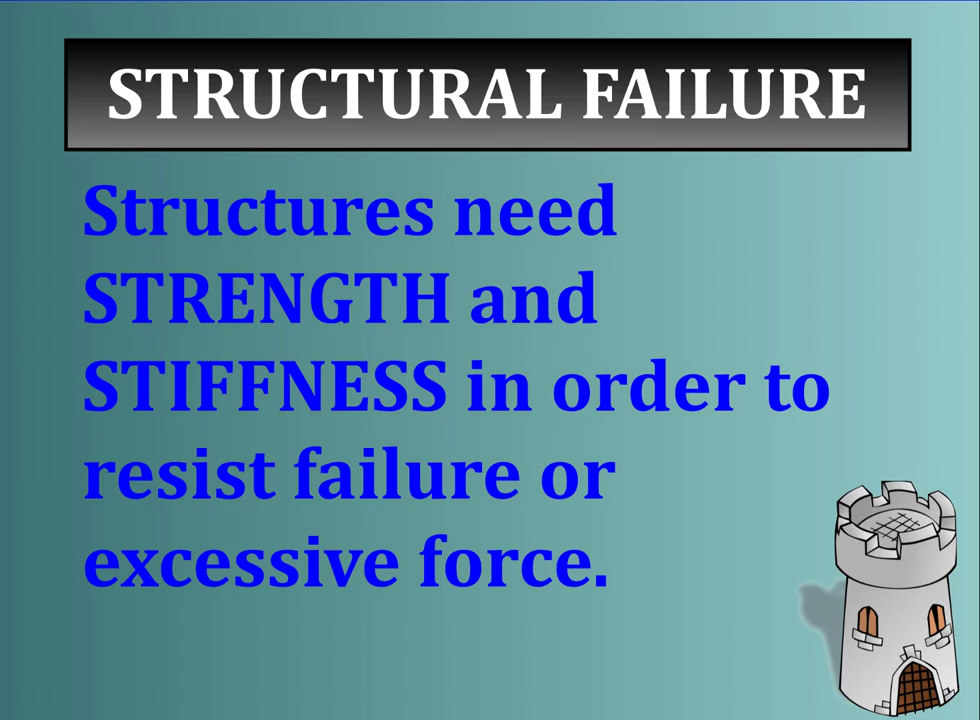 STRUCTURAL FAILURE
Structures need
STRENGTH and
STIFFNESS in order to
resist failure or
excessive force.